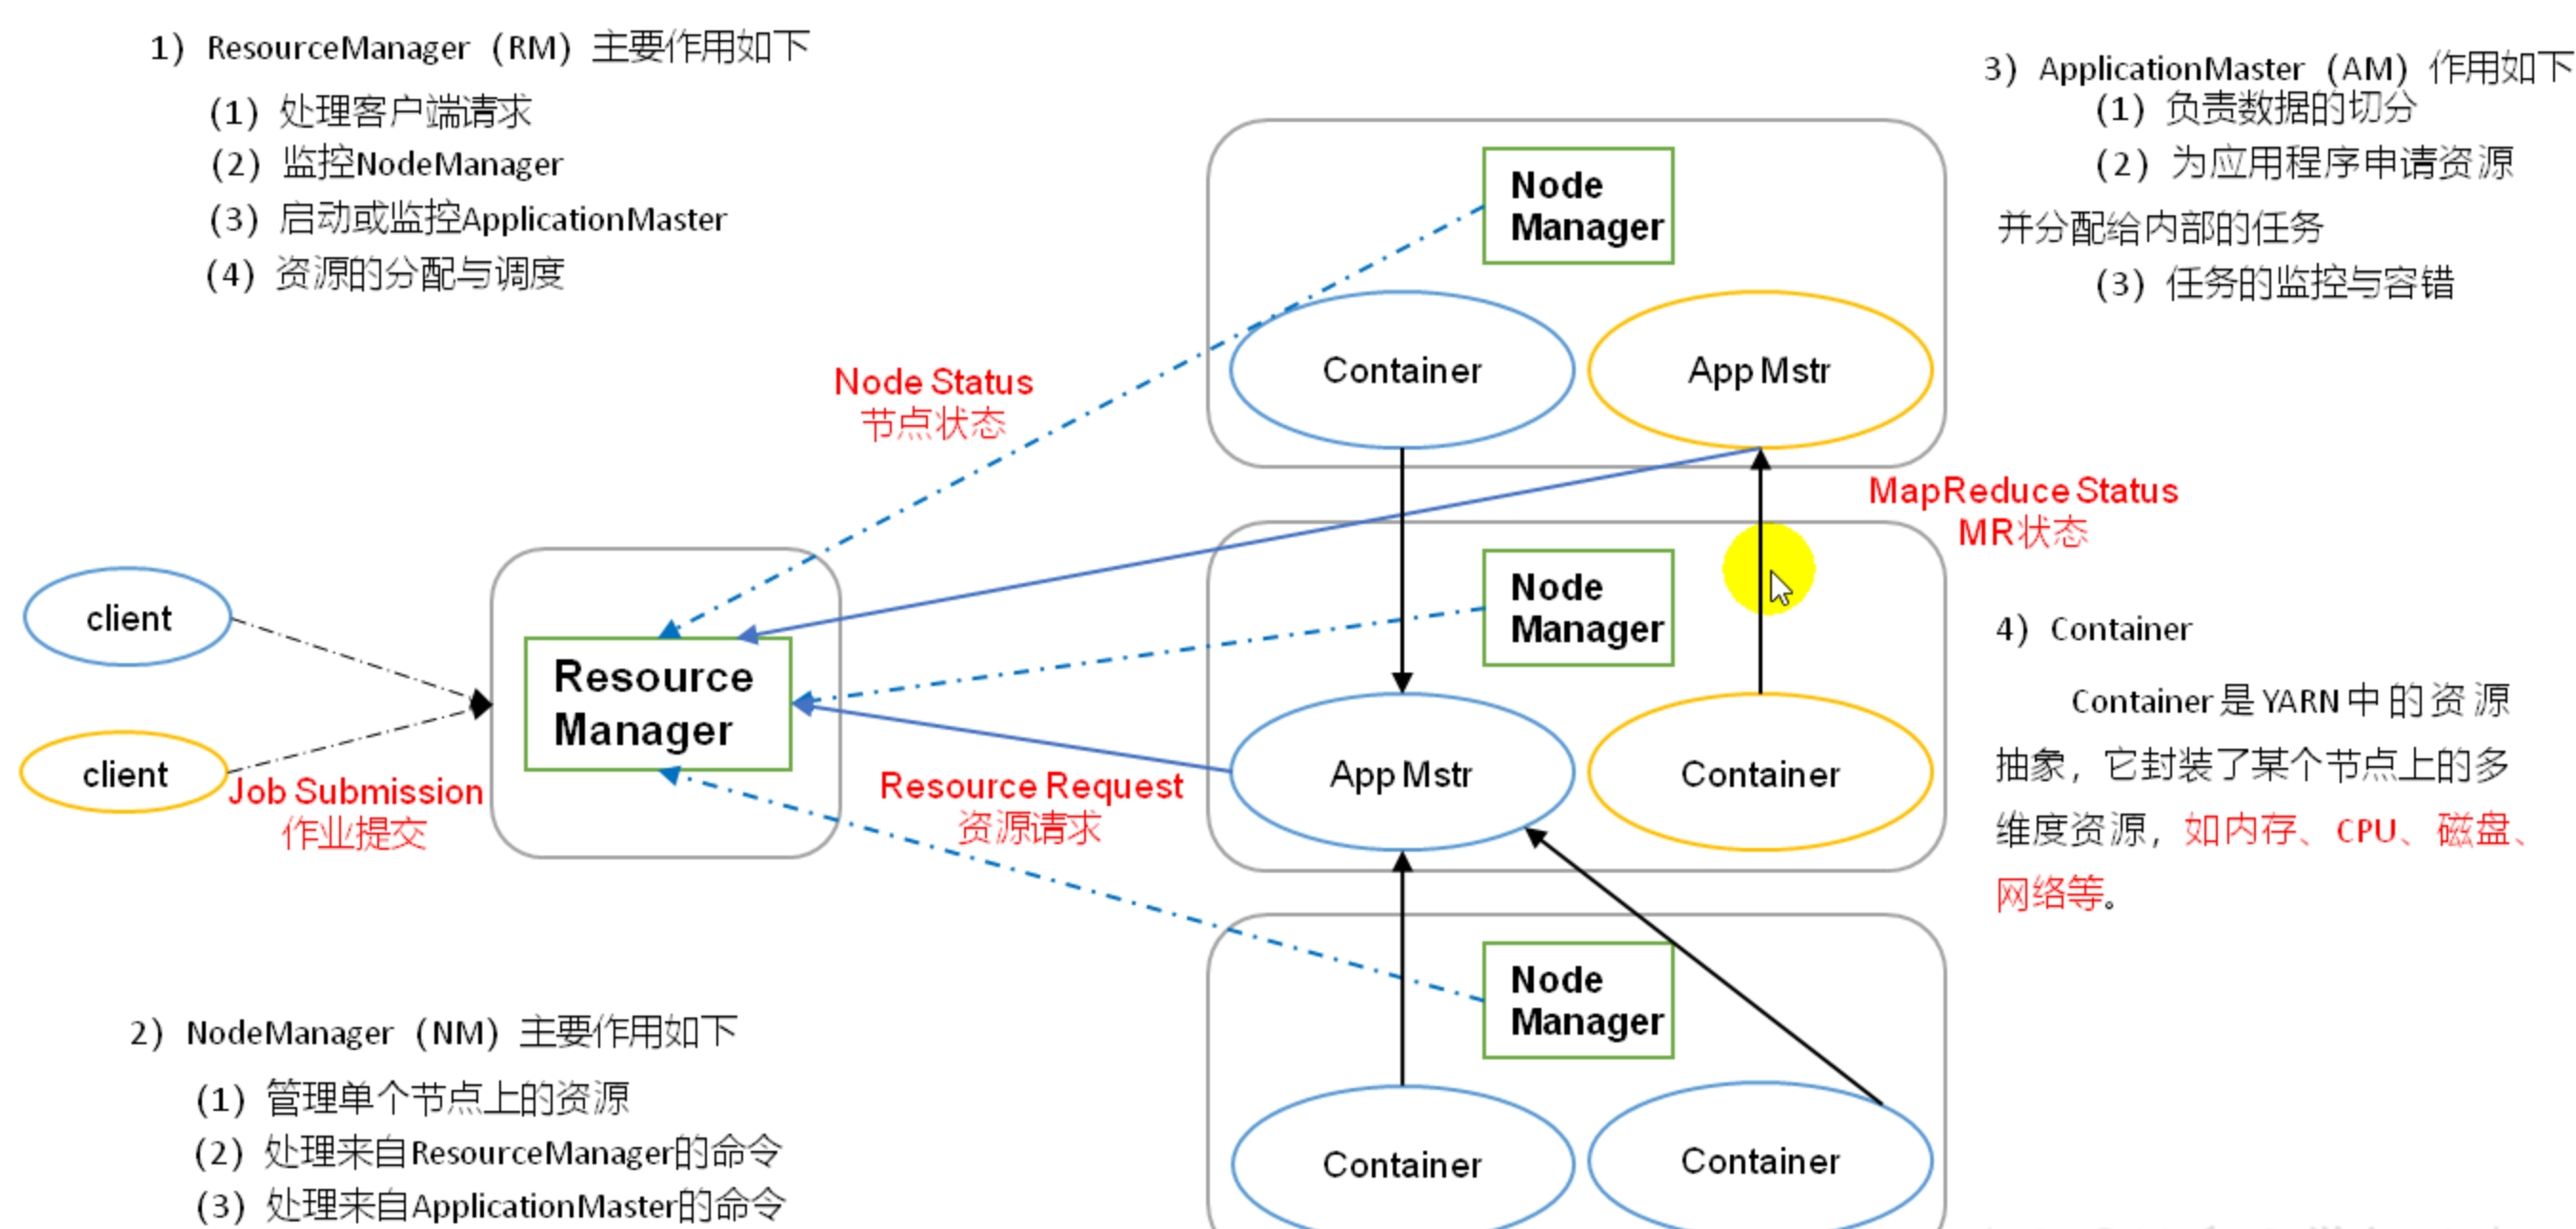 1）ResourceManager（RM）主要作用如下
（1）处理客户端请求
（2）监控NodeManager
（3）启动或监控ApplicationMaster
（4）资源的分配与调度
3）ApplicationMaster（AM）作用如下
（1）负责数据的切分
（2）为应用程序申请资源
并分配给内部的任务
（3）任务的监控与容错
Node
Manager
Container
App Mstr
Node Status
节点状态
MapReduce Status
MR状态
client
client
Job Submission
作业提交
Resource
Manager
Resource Request
资源请求
Node
Manager
App Mstr
Container
4）Container
Container是YARN中的资源
抽象，它封装了某个节点上的多
维度资源，如内存、CPU、磁盘、
网络等。
2）NodeManager（NM）主要作用如下
（1）管理单个节点上的资源
（2）处理来自ResourceManager的命令
（3）处理来自ApplicationMaster的命令
Node
Manager
Container
Container